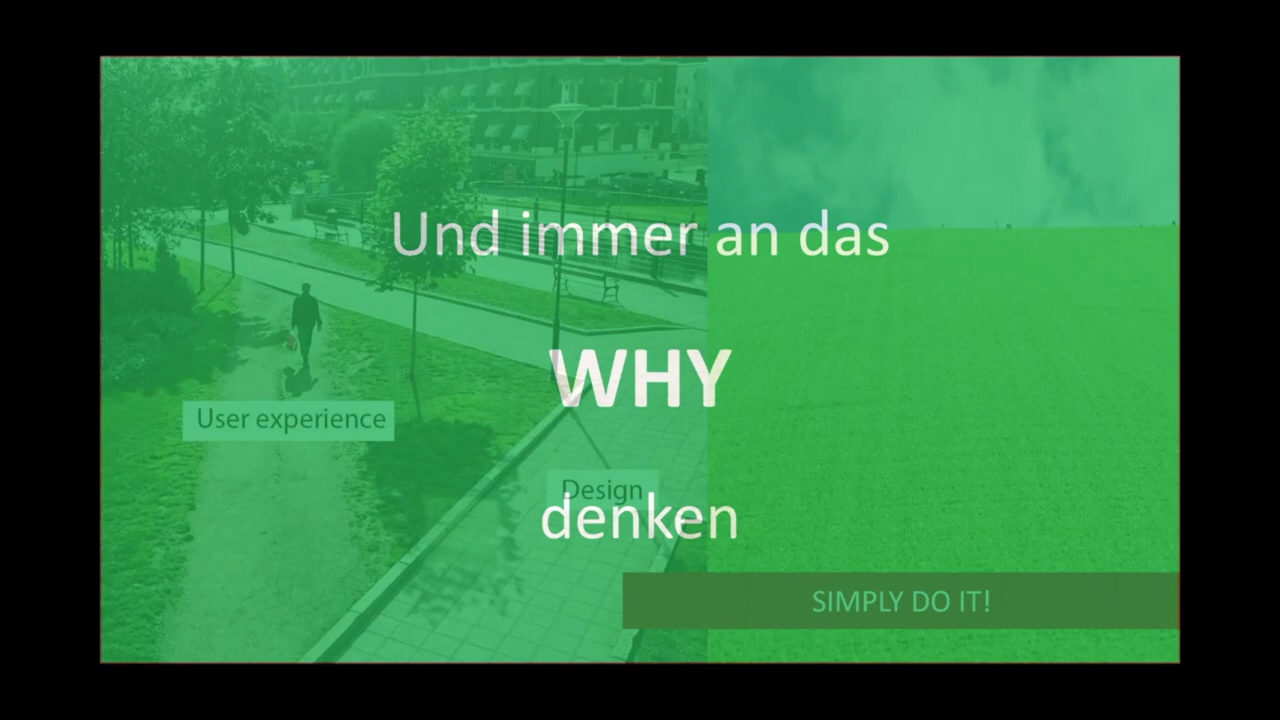 Und immer an das
WHY
User experience
Design
denken
SIMPLY DO IT!